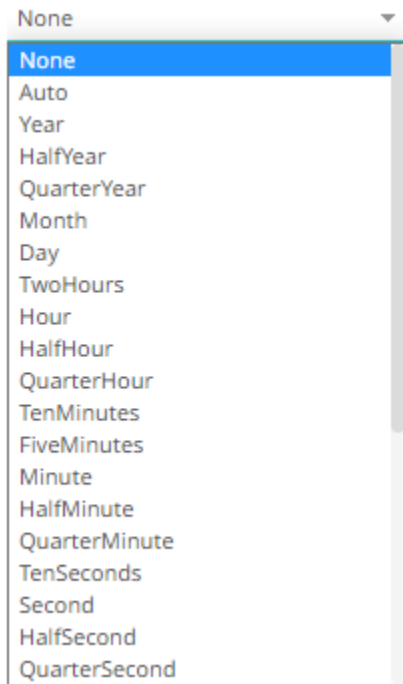 None
None
Auto
Year
HalfYear
QuarterYear
Month
Day
TwoHours
Hour
HalfHour
QuarterHour
TenMinutes
FiveMinutes
Minute
HalfMinute
QuarterMinute
TenSeconds
Second
HalfSecond
QuarterSecond